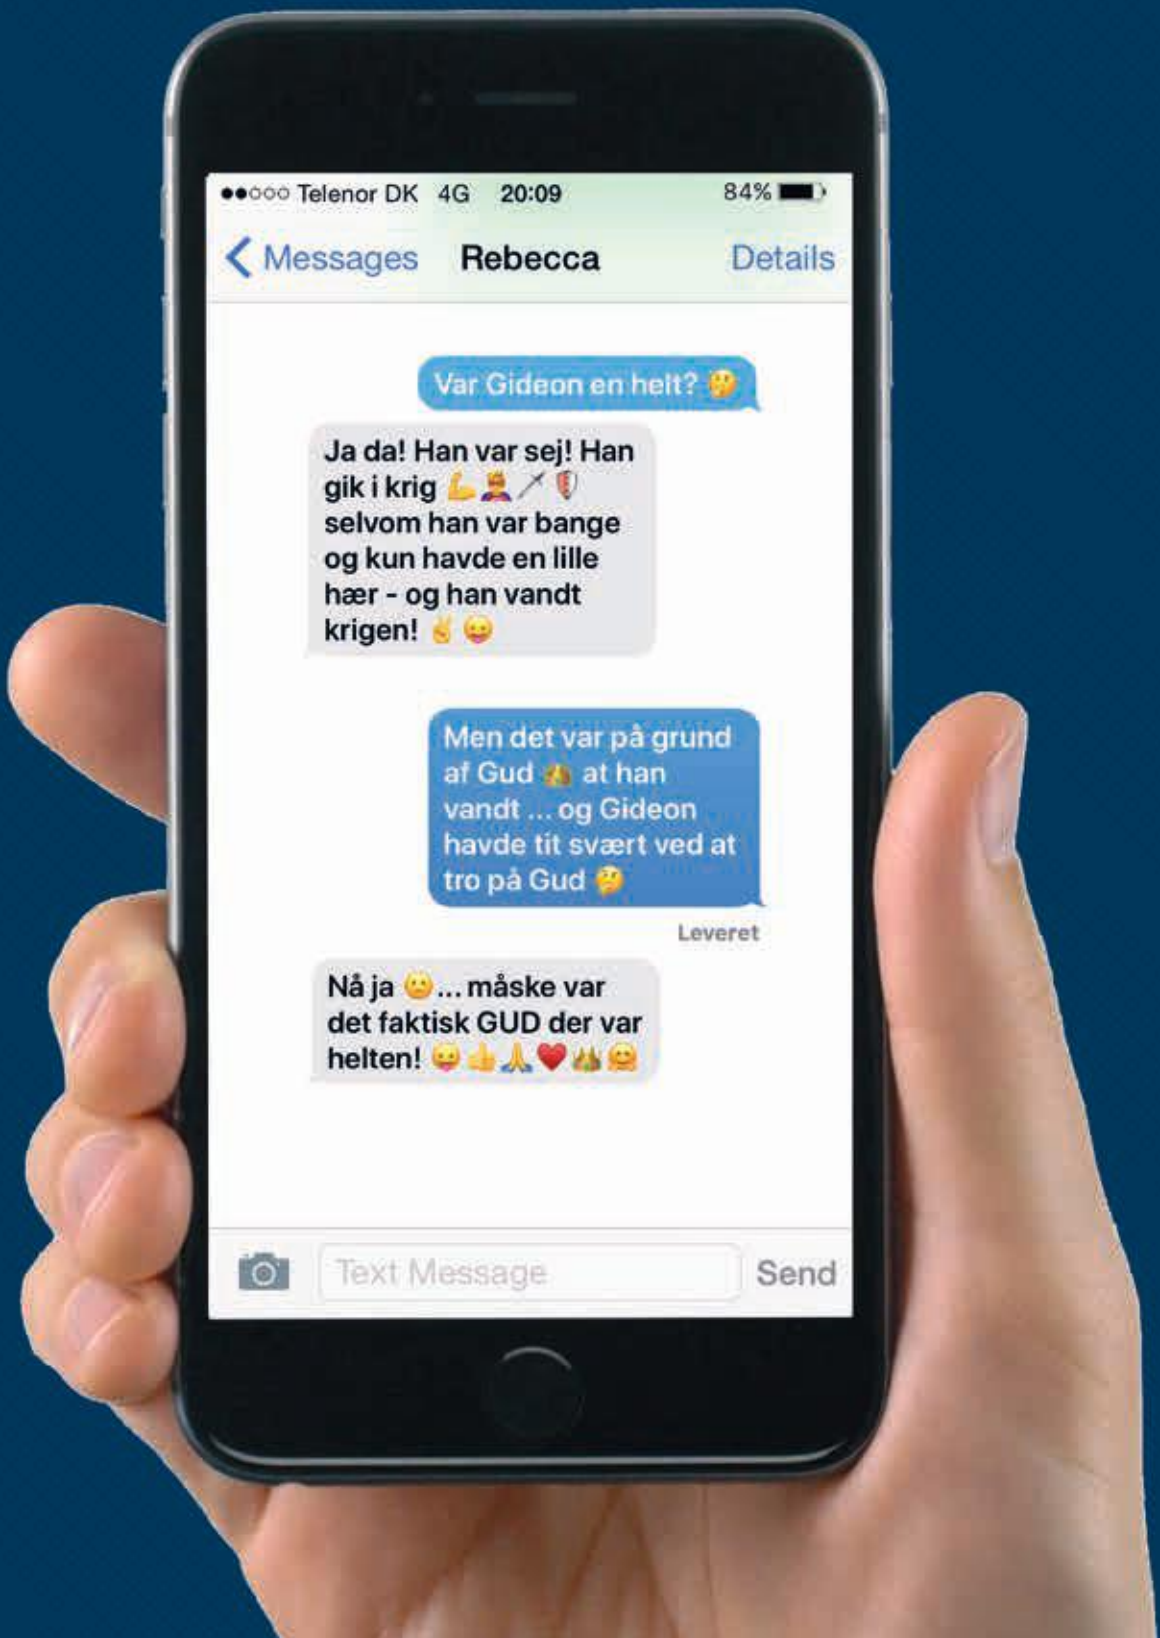 ●●○○○ Telenor DK 4G 20:09 84%
Messages Rebecca Details
Var Gideon en helt? 🤔
Ja da! Han var sej! Han
gik i krig 💪🤴🗡🛡
selvom han var bange
og kun havde en lille
hær - og han vandt
krigen! ✌😛
Men det var på grund
af Gud 👑 at han
vandt ... og Gideon
havde tit svært ved at
tro på Gud 🤔
Leveret
Nå ja 🙁... måske var
det faktisk GUD der var
helten! 😛👍🙏❤👑🤗
Text Message Send